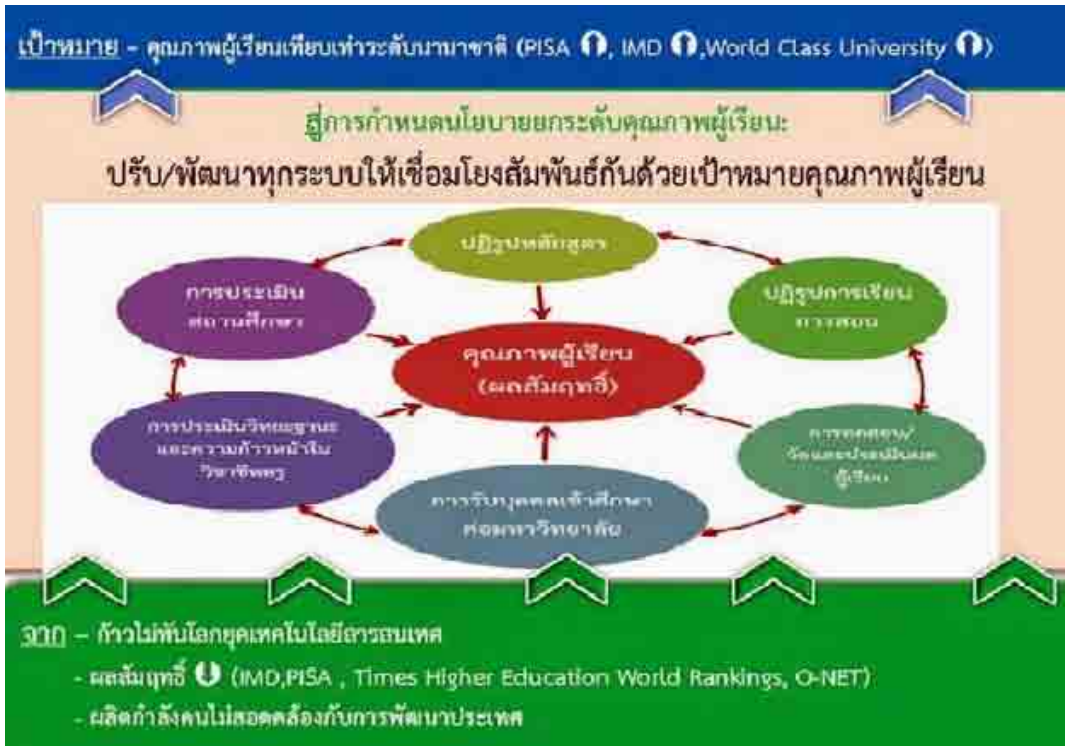 เป้าหมาย – คุณภาพผู้เรียนเทียบเท่าระดับนานาชาติ (PISA , IMD ,World Class University )
สู่การกำหนดนโยบายยกระดับคุณภาพผู้เรียน:
ปรับ/พัฒนาทุกระบบให้เชื่อมโยงสัมพันธ์กันด้วยเป้าหมายคุณภาพผู้เรียน
ปฏิรูปหลักสูตร
การประเมิน
สถานศึกษา
ปฏิรูปการเรียน
การสอน
คุณภาพผู้เรียน
(ผลสัมฤทธิ์)
การประเมินวิทยะฐานะ
และความก้าวหน้าใน
วิชาชีพครู
การทดสอบ/
วัดและประเมินผล
ผู้เรียน
การรับบุคคลเข้าศึกษา
ต่อมหาวิทยาลัย
จาก – ก้าวไม่ทันโลกยุคเทคโนโลยีสารสนเทศ
- ผลสัมฤทธิ์ (IMD,PISA , Times Higher Education World Rankings, O-NET)
- ผลิตกำลังคนไม่สอดคล้องกับการพัฒนาประเทศ